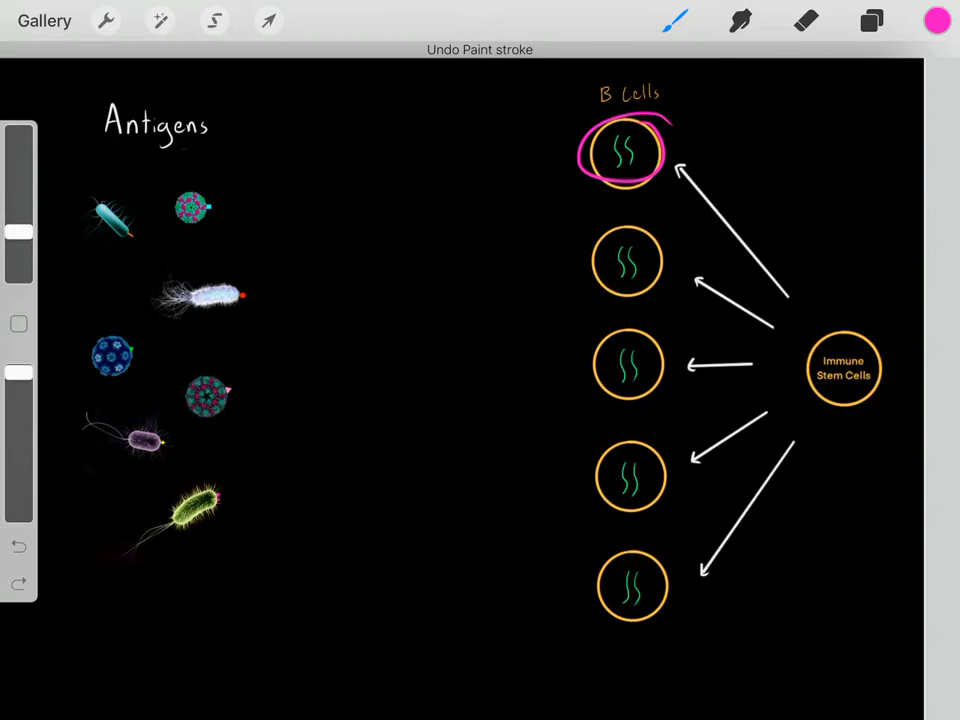 Gallery
Undo Paint stroke
B Cells
Antigens
Immune
Stem Cells